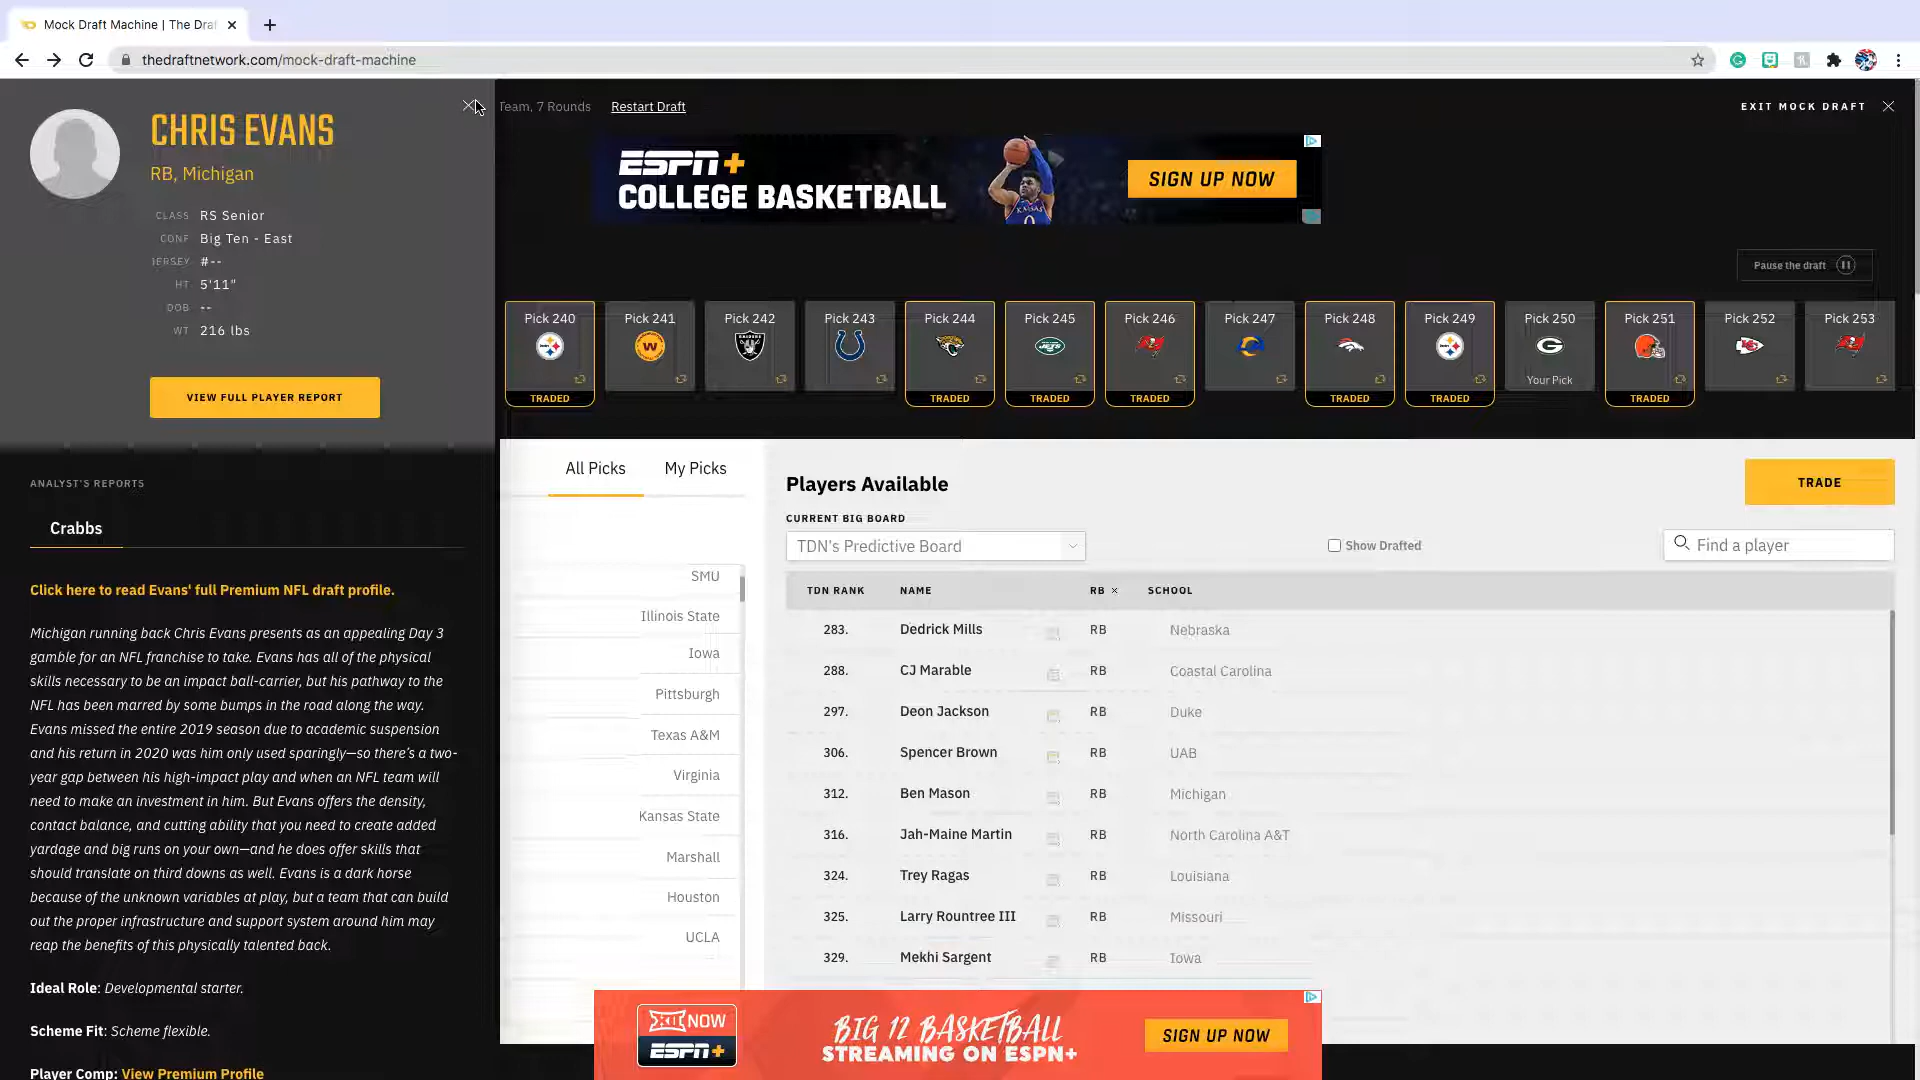 Mock Draft Machine | The Dra
thedraftnetwork.com/mock-draft-machine
CHRIS EVANS
RB, Michigan
CLASS RS Senior
CONF Big Ten - East
JERSEY #--
HT 5'11"
DOB --
WT 216 lbs
VIEW FULL PLAYER REPORT
ANALYST'S REPORTS
Crabbs
Click here to read Evans' full Premium NFL draft profile.
Michigan running back Chris Evans presents as an appealing Day 3
gamble for an NFL franchise to take. Evans has all of the physical
skills necessary to be an impact ball-carrier, but his pathway to the
NFL has been marred by some bumps in the road along the way.
Evans missed the entire 2019 season due to academic suspension
and his return in 2020 was him only used sparingly—so there's a two-
year gap between his high-impact play and when an NFL team will
need to make an investment in him. But Evans offers the density,
contact balance, and cutting ability that you need to create added
yardage and big runs on your own—and he does offer skills that
should translate on third downs as well. Evans is a dark horse
because of the unknown variables at play, but a team that can build
out the proper infrastructure and support system around him may
reap the benefits of this physically talented back.
Ideal Role: Developmental starter.
Scheme Fit: Scheme flexible.
Player Comp: View Premium Profile
Team, 7 Rounds Restart Draft
EXIT MOCK DRAFT
ESPN+
COLLEGE BASKETBALL
KANSAS
0
SIGN UP NOW
Pause the draft
Pick 240
TRADED
Pick 241
W
Pick 242
RAIDERS
Pick 243
Pick 244
TRADED
Pick 245
JETS
TRADED
Pick 246
TRADED
Pick 247
Pick 248
TRADED
Pick 249
TRADED
Pick 250
G
Your Pick
Pick 251
TRADED
Pick 252
Pick 253
All Picks My Picks
SMU
Illinois State
Iowa
Pittsburgh
Texas A&M
Virginia
Kansas State
Marshall
Houston
UCLA
Players Available
TRADE
CURRENT BIG BOARD
TDN's Predictive Board
Show Drafted
Find a player
TDN RANK NAME RB × SCHOOL
283. Dedrick Mills RB Nebraska
288. CJ Marable RB Coastal Carolina
297. Deon Jackson RB Duke
306. Spencer Brown RB UAB
312. Ben Mason RB Michigan
316. Jah-Maine Martin RB North Carolina A&T
324. Trey Ragas RB Louisiana
325. Larry Rountree III RB Missouri
329. Mekhi Sargent RB Iowa
XII NOW
ESPN+
BIG 12 BASKETBALL
STREAMING ON ESPN+
SIGN UP NOW